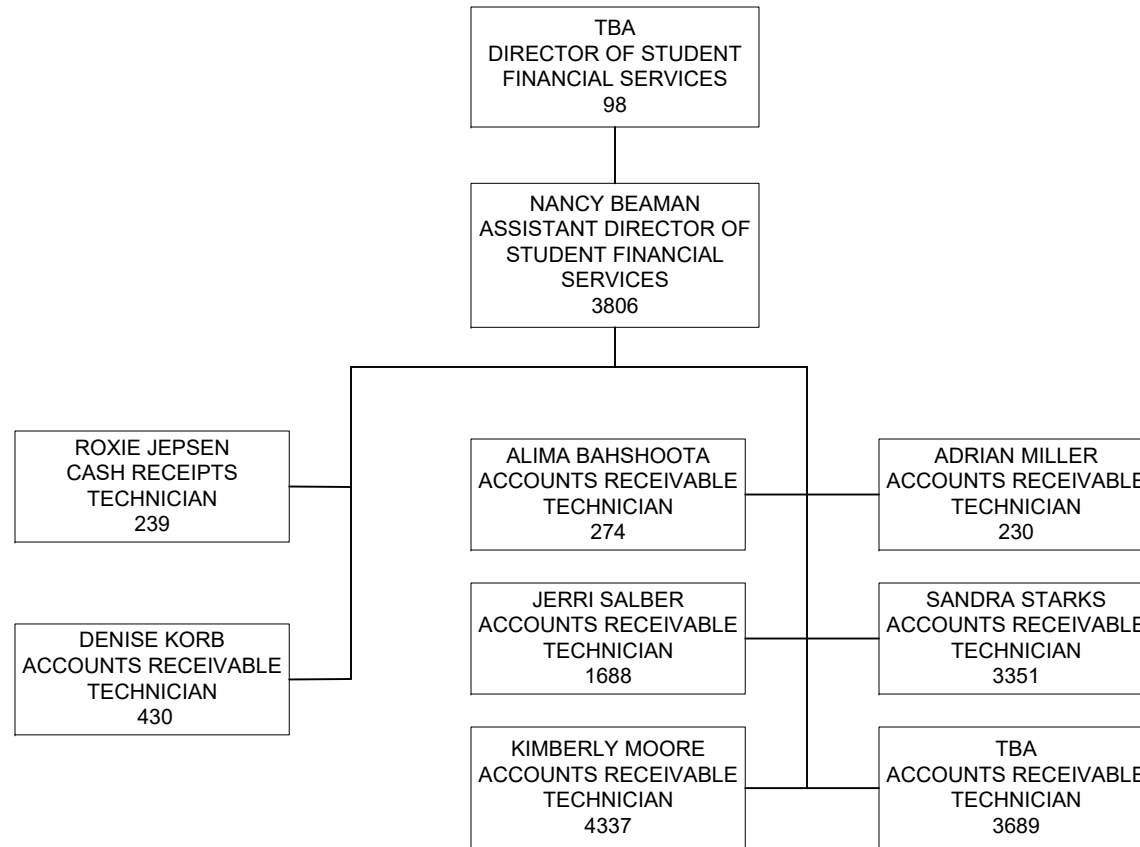 TBA
DIRECTOR OF STUDENT
FINANCIAL SERVICES
98
NANCY BEAMAN
ASSISTANT DIRECTOR OF
STUDENT FINANCIAL
SERVICES
3806
ROXIE JEPSEN
CASH RECEIPTS
TECHNICIAN
239
ALIMA BAHSHOOTA
ACCOUNTS RECEIVABLE
TECHNICIAN
274
ADRIAN MILLER
ACCOUNTS RECEIVABLE
TECHNICIAN
230
DENISE KORB
ACCOUNTS RECEIVABLE
TECHNICIAN
430
JERRI SALBER
ACCOUNTS RECEIVABLE
TECHNICIAN
1688
SANDRA STARKS
ACCOUNTS RECEIVABLE
TECHNICIAN
3351
KIMBERLY MOORE
ACCOUNTS RECEIVABLE
TECHNICIAN
4337
TBA
ACCOUNTS RECEIVABLE
TECHNICIAN
3689